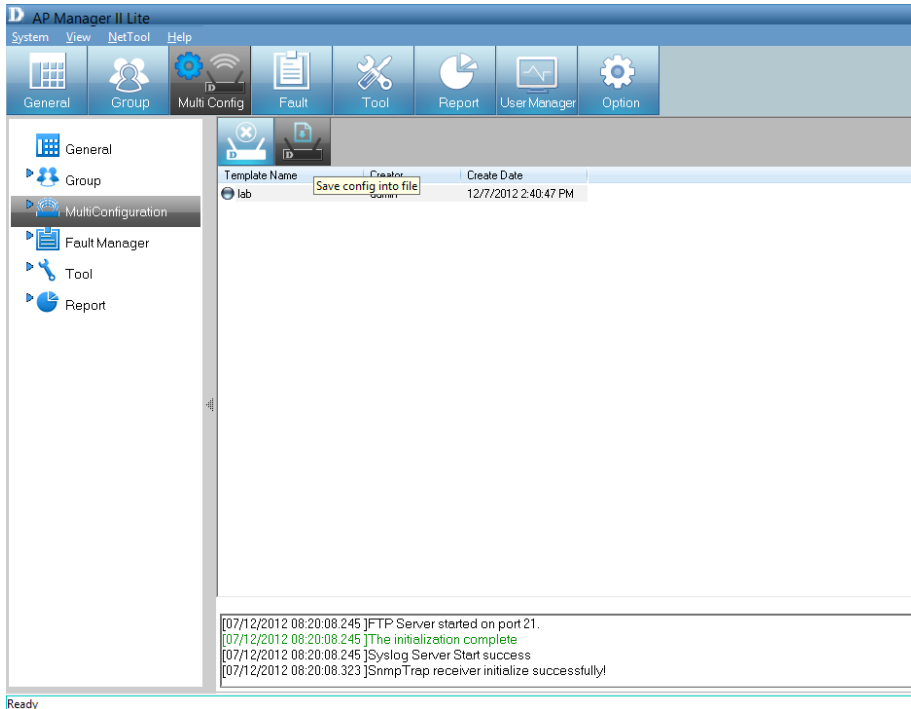 D AP Manager II Lite
System View NetTool Help
General Group Multi Config Fault Tool Report User Manager Option
General
Group
MultiConfiguration
Fault Manager
Tool
Report
D D
Template Name Creator Create Date
Save config into file
lab admin 12/7/2012 2:40:47 PM
[07/12/2012 08:20:08.245 ]FTP Server started on port 21.
[07/12/2012 08:20:08.245 ]The initialization complete
[07/12/2012 08:20:08.245 ]Syslog Server Start success
[07/12/2012 08:20:08.323 ]SnmpTrap receiver initialize successfully!
Ready